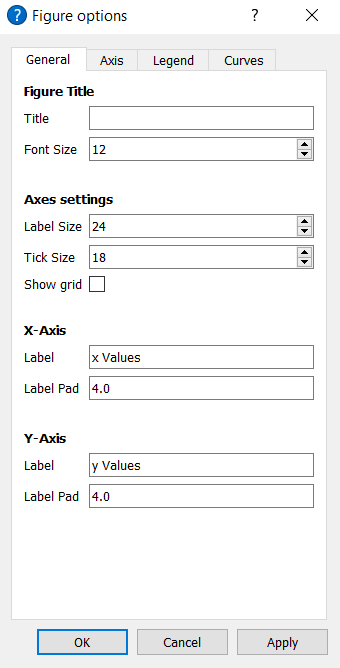 ? Figure options ?
General Axis Legend Curves
Figure Title
Title
Font Size 12
Axes settings
Label Size 24
Tick Size 18
Show grid
X-Axis
Label x Values
Label Pad 4.0
Y-Axis
Label y Values
Label Pad 4.0
OK Cancel Apply